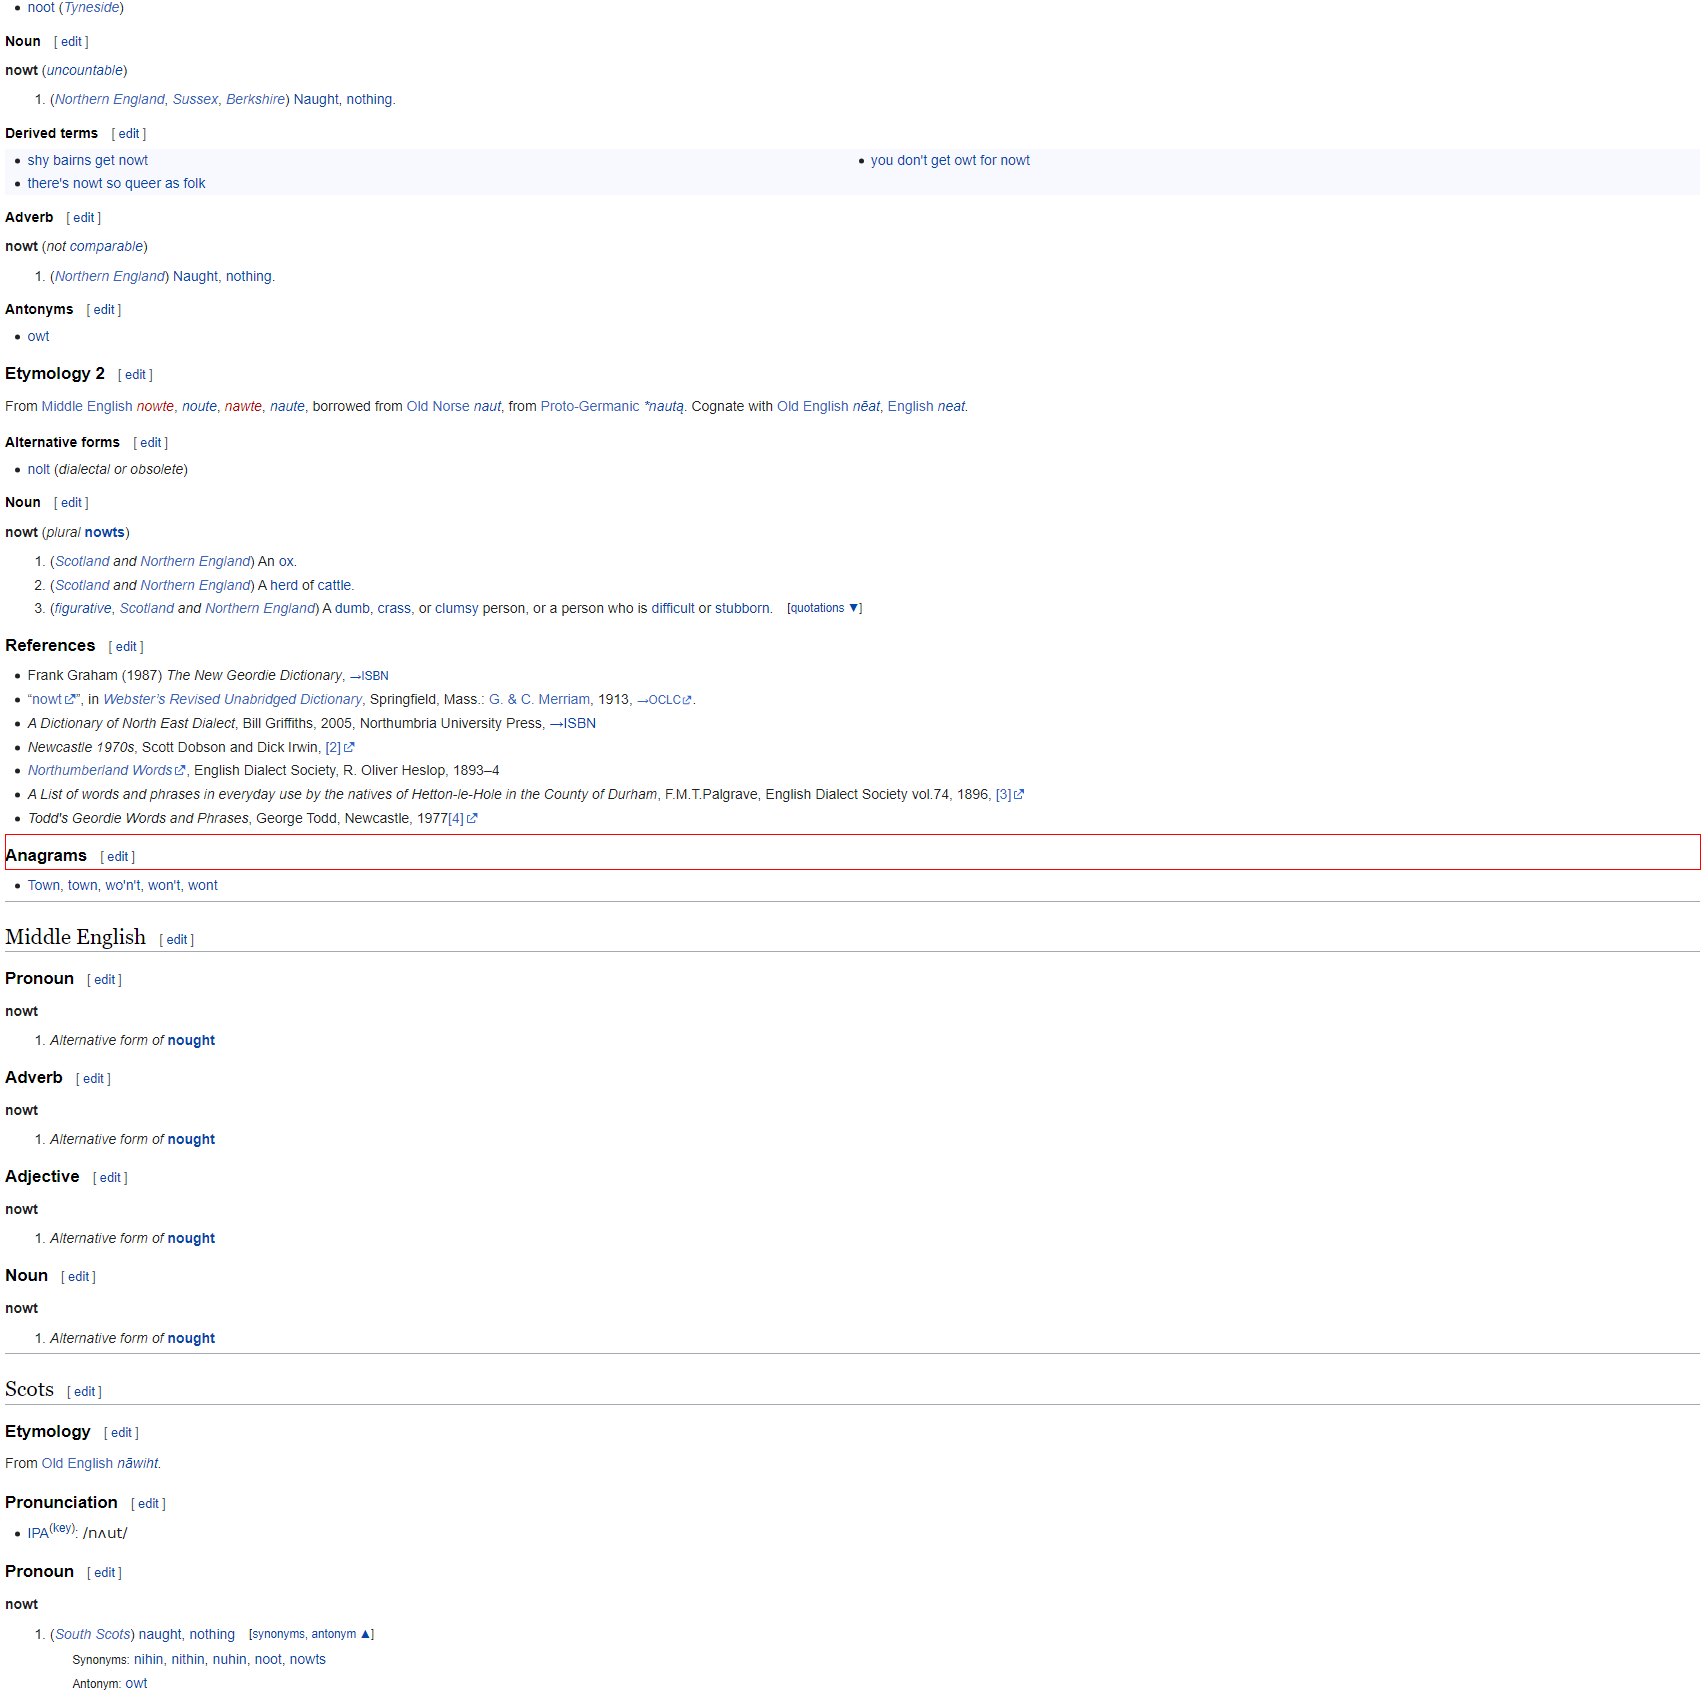 • noot (Tyneside)
Noun [ edit ]
nowt (uncountable)
1. (Northern England, Sussex, Berkshire) Naught, nothing.
Derived terms [ edit ]
• shy bairns get nowt
• there's nowt so queer as folk
• you don't get owt for nowt
Adverb [ edit ]
nowt (not comparable)
1. (Northern England) Naught, nothing.
Antonyms [ edit ]
• owt
Etymology 2 [ edit ]
From Middle English nowte, noute, nawte, naute, borrowed from Old Norse naut, from Proto-Germanic *nautą. Cognate with Old English nēat, English neat.
Alternative forms [ edit ]
• nolt (dialectal or obsolete)
Noun [ edit ]
nowt (plural nowts)
1. (Scotland and Northern England) An ox.
2. (Scotland and Northern England) A herd of cattle.
3. (figurative, Scotland and Northern England) A dumb, crass, or clumsy person, or a person who is difficult or stubborn. [quotations ▼]
References [ edit ]
• Frank Graham (1987) The New Geordie Dictionary, →ISBN
• “nowt”, in Webster’s Revised Unabridged Dictionary, Springfield, Mass.: G. & C. Merriam, 1913, →OCLC.
• A Dictionary of North East Dialect, Bill Griffiths, 2005, Northumbria University Press, →ISBN
• Newcastle 1970s, Scott Dobson and Dick Irwin, [2]
• Northumberland Words, English Dialect Society, R. Oliver Heslop, 1893–4
• A List of words and phrases in everyday use by the natives of Hetton-le-Hole in the County of Durham, F.M.T.Palgrave, English Dialect Society vol.74, 1896, [3]
• Todd's Geordie Words and Phrases, George Todd, Newcastle, 1977[4]
Anagrams [ edit ]
• Town, town, wo'n't, won't, wont
Middle English [ edit ]
Pronoun [ edit ]
nowt
1. Alternative form of nought
Adverb [ edit ]
nowt
1. Alternative form of nought
Adjective [ edit ]
nowt
1. Alternative form of nought
Noun [ edit ]
nowt
1. Alternative form of nought
Scots [ edit ]
Etymology [ edit ]
From Old English nāwiht.
Pronunciation [ edit ]
• IPA(key): /nʌut/
Pronoun [ edit ]
nowt
1. (South Scots) naught, nothing [synonyms, antonym ▲]
Synonyms: nihin, nithin, nuhin, noot, nowts
Antonym: owt